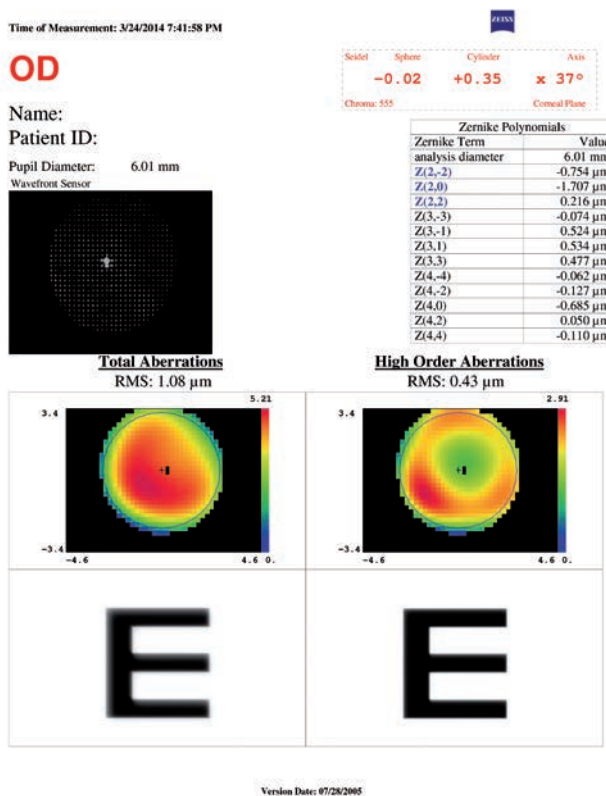 Time of Measurement: 3/24/2014 7:41:58 PM
ZEISS
OD
Seidel Sphere Cylinder Axis
-0.02 +0.35 x 37°
Chroma: 555 Corneal Plane
Name:
Patient ID:
Pupil Diameter: 6.01 mm
Wavefront Sensor
Zernike Polynomials
Zernike Term Valu
analysis diameter 6.01 mm
Z(2,-2) -0.754 µm
Z(2,0) -1.707 µm
Z(2,2) 0.216 µm
Z(3,-3) -0.074 µm
Z(3,-1) 0.524 µm
Z(3,1) 0.534 µm
Z(3,3) 0.477 µm
Z(4,-4) -0.062 µm
Z(4,-2) -0.127 µm
Z(4,0) -0.685 µm
Z(4,2) 0.050 µm
Z(4,4) -0.110 µm
Total Aberrations High Order Aberrations
RMS: 1.08 µm RMS: 0.43 µm
5.21 2.91
3.4 3.4
-3.4 -3.4
-4.6 4.6 0. -4.6 4.6 0.
E E
Version Date: 07/28/2005